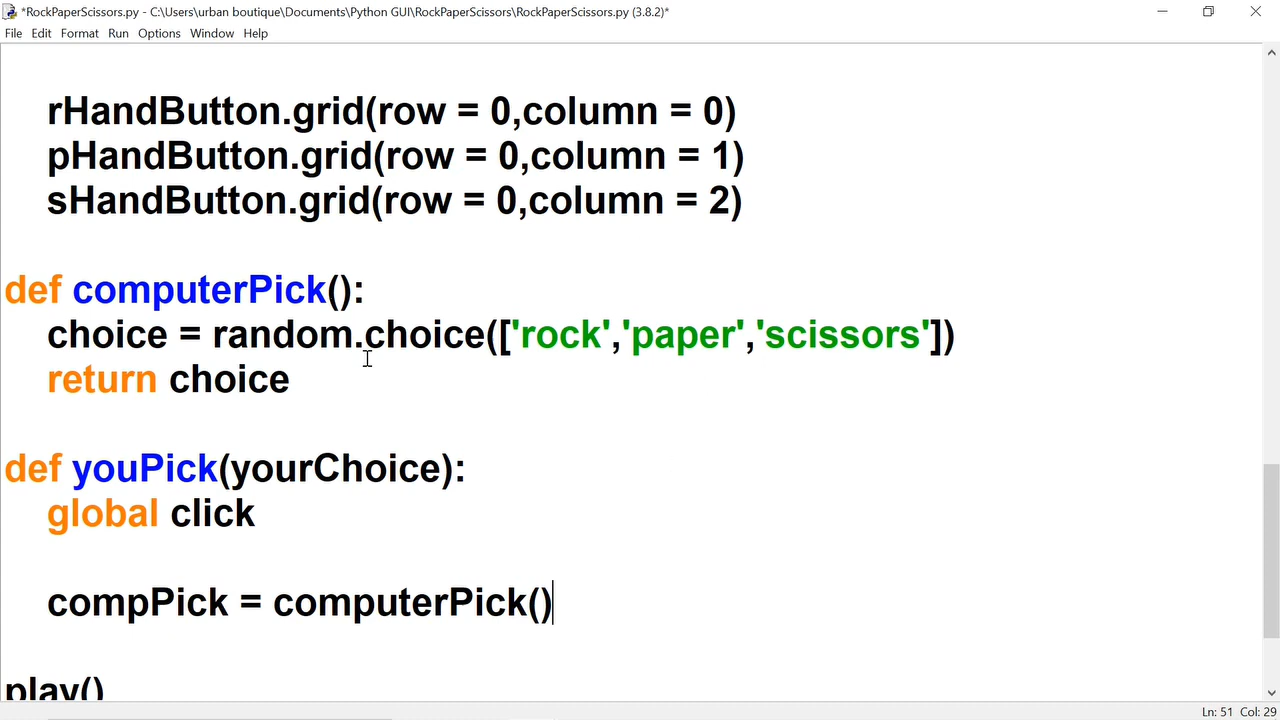 *RockPaperScissors.py - C:\Users\urban boutique\Documents\Python GUI\RockPaperScissors\RockPaperScissors.py (3.8.2)*
File Edit Format Run Options Window Help
rHandButton.grid(row = 0,column = 0)
pHandButton.grid(row = 0,column = 1)
sHandButton.grid(row = 0,column = 2)
def computerPick():
choice = random.choice(['rock','paper','scissors'])
return choice
def youPick(yourChoice):
global click
compPick = computerPick()
play()
Ln: 51 Col: 29